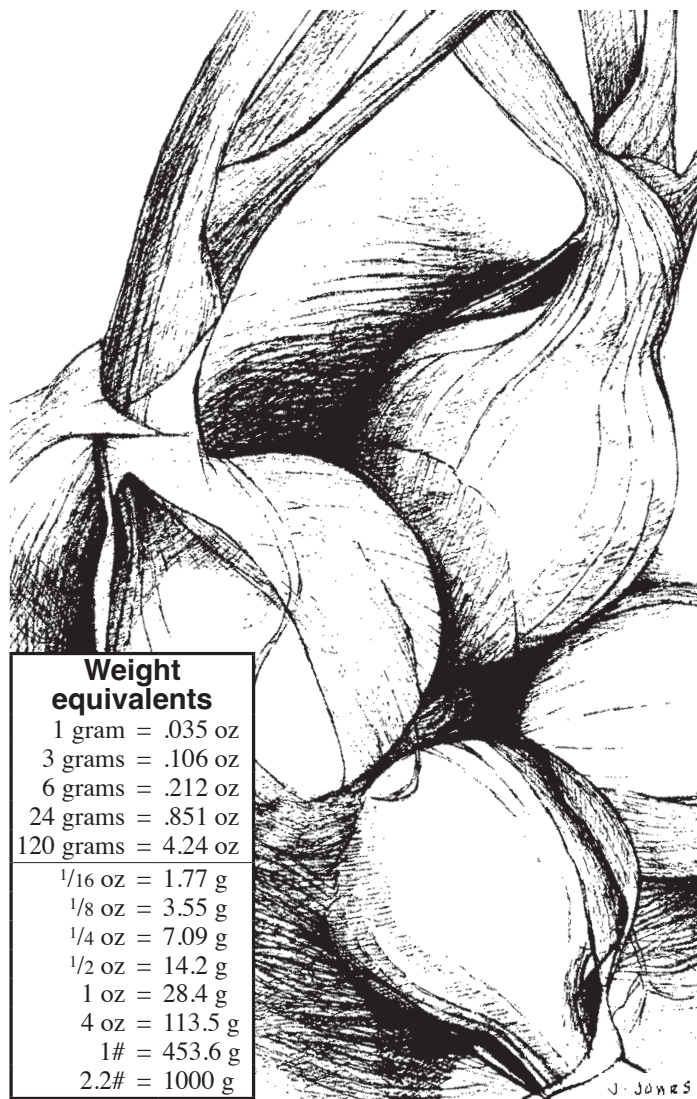 Weight
equivalents
1 gram = .035 oz
3 grams = .106 oz
6 grams = .212 oz
24 grams = .851 oz
120 grams = 4.24 oz
1/16 oz = 1.77 g
1/8 oz = 3.55 g
1/4 oz = 7.09 g
1/2 oz = 14.2 g
1 oz = 28.4 g
4 oz = 113.5 g
1# = 453.6 g
2.2# = 1000 g
J. JONES